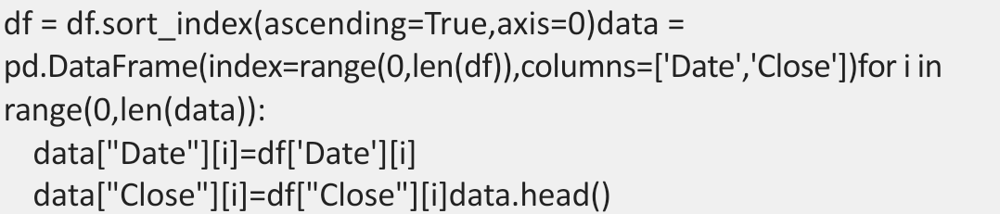 df = df.sort_index(ascending=True,axis=0)data =
pd.DataFrame(index=range(0,len(df)),columns=['Date','Close'])for i in
range(0,len(data)):
    data["Date"][i]=df['Date'][i]
    data["Close"][i]=df["Close"][i]data.head()